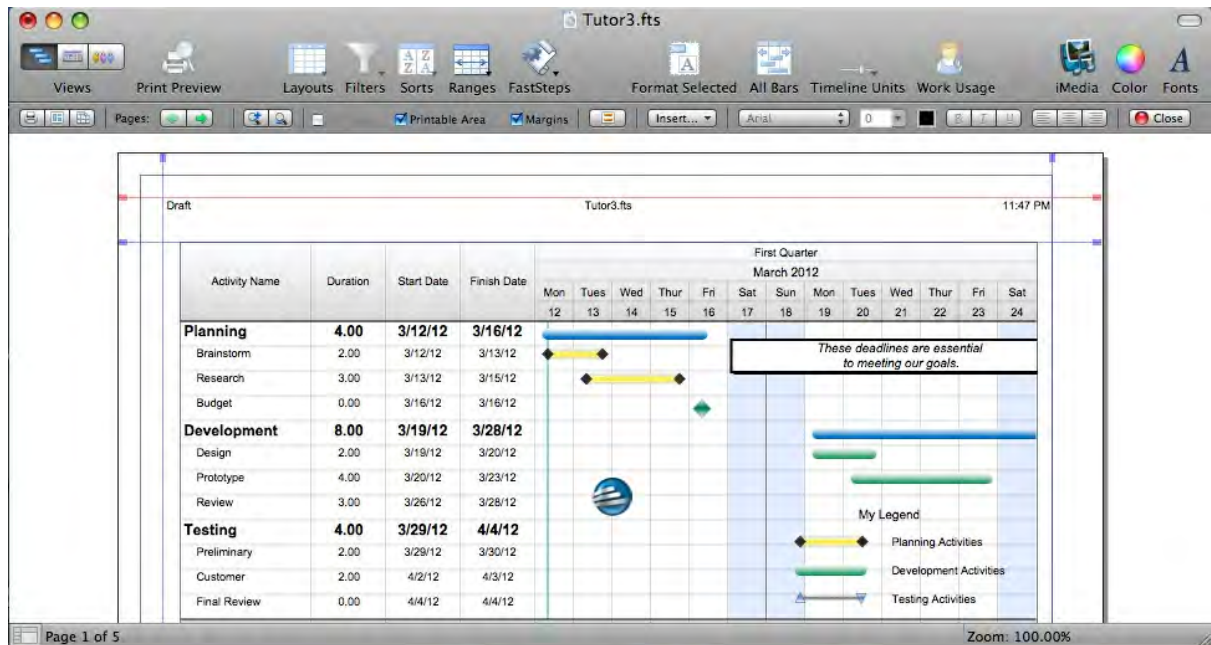 Tutor3.fts
Views Print Preview Layouts Filters Sorts Ranges FastSteps Format Selected All Bars Timeline Units Work Usage iMedia Color Fonts
Pages: Printable Area Margins Insert... Arial 0 B I U Close
Draft Tutor3.fts 11:47 PM
First Quarter
March 2012
Activity Name Duration Start Date Finish Date
Mon Tues Wed Thur Fri Sat Sun Mon Tues Wed Thur Fri Sat
12 13 14 15 16 17 18 19 20 21 22 23 24
Planning 4.00 3/12/12 3/16/12
Brainstorm 2.00 3/12/12 3/13/12
These deadlines are essential
to meeting our goals.
Research 3.00 3/13/12 3/15/12
Budget 0.00 3/16/12 3/16/12
Development 8.00 3/19/12 3/28/12
Design 2.00 3/19/12 3/20/12
Prototype 4.00 3/20/12 3/23/12
Review 3.00 3/26/12 3/28/12
My Legend
Testing 4.00 3/29/12 4/4/12
Planning Activities
Preliminary 2.00 3/29/12 3/30/12
Development Activities
Customer 2.00 4/2/12 4/3/12
Testing Activities
Final Review 0.00 4/4/12 4/4/12
Page 1 of 5 Zoom: 100.00%